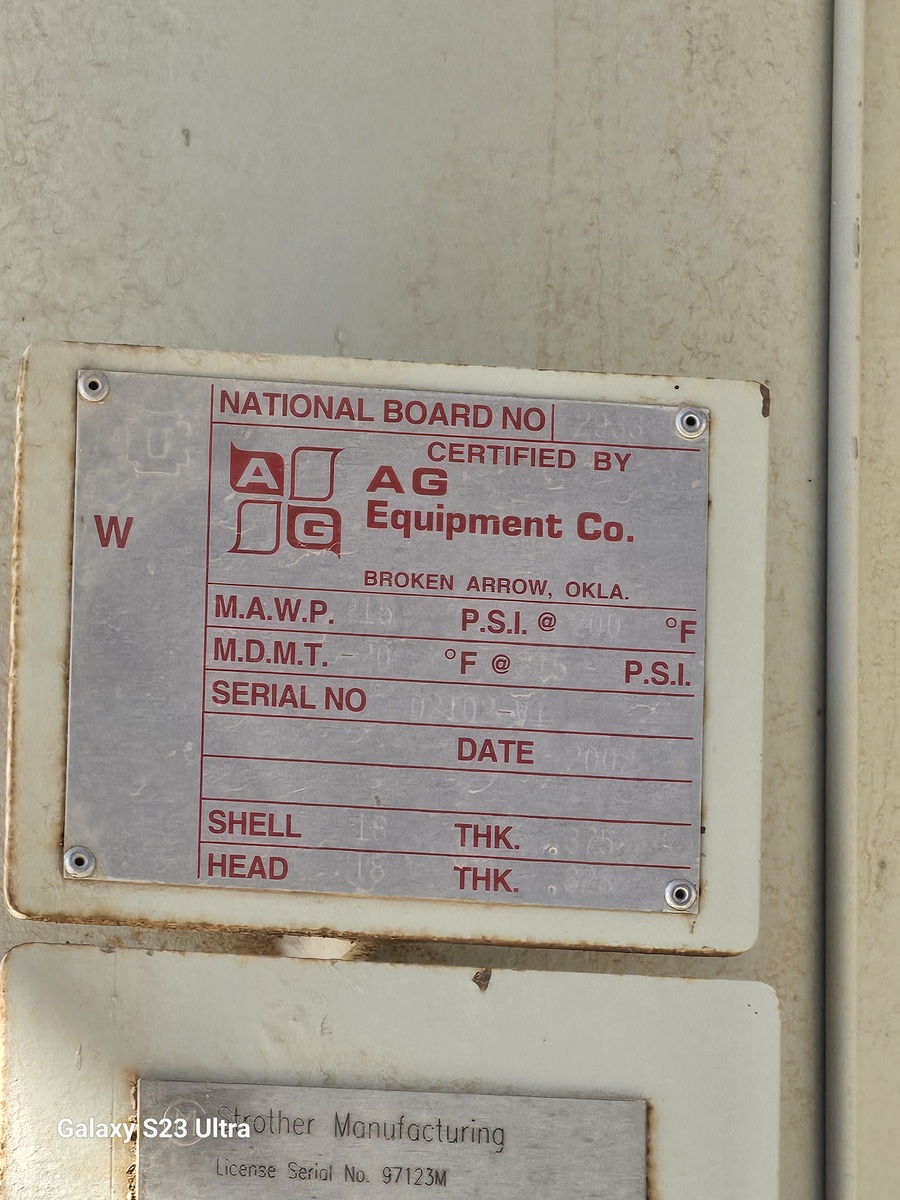 U
NATIONAL BOARD NO
CERTIFIED BY
A G
AG
Equipment Co.
W
BROKEN ARROW, OKLA.
M.A.W.P. P.S.I. @ °F
M.D.M.T. - °F @ P.S.I.
SERIAL NO
DATE 2002
SHELL THK.
HEAD THK.
Strother Manufacturing
License Serial No. 97123M
Galaxy S23 Ultra